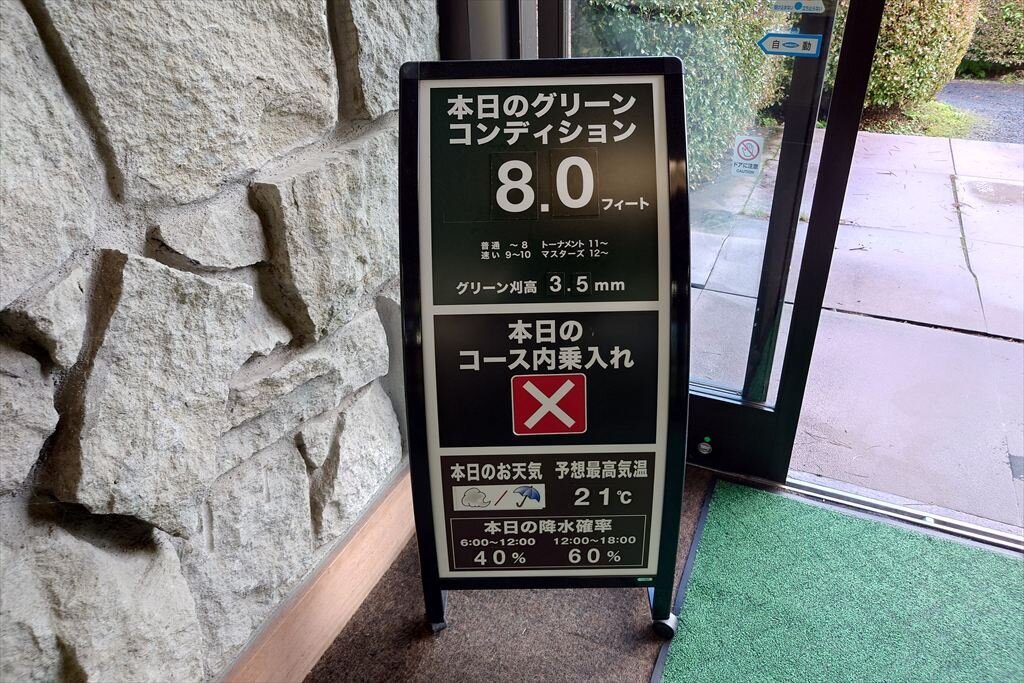 本日のグリーン
コンディション
8.0フィート
普通 ～8 トーナメント 11～
速い 9～10 マスターズ 12～
グリーン刈高 3.5mm
本日の
コース内乗入れ
本日のお天気 予想最高気温
/ 21℃
本日の降水確率
6:00～12:00 12:00～18:00
40% 60%
自動
ドアに注意
CAUTION